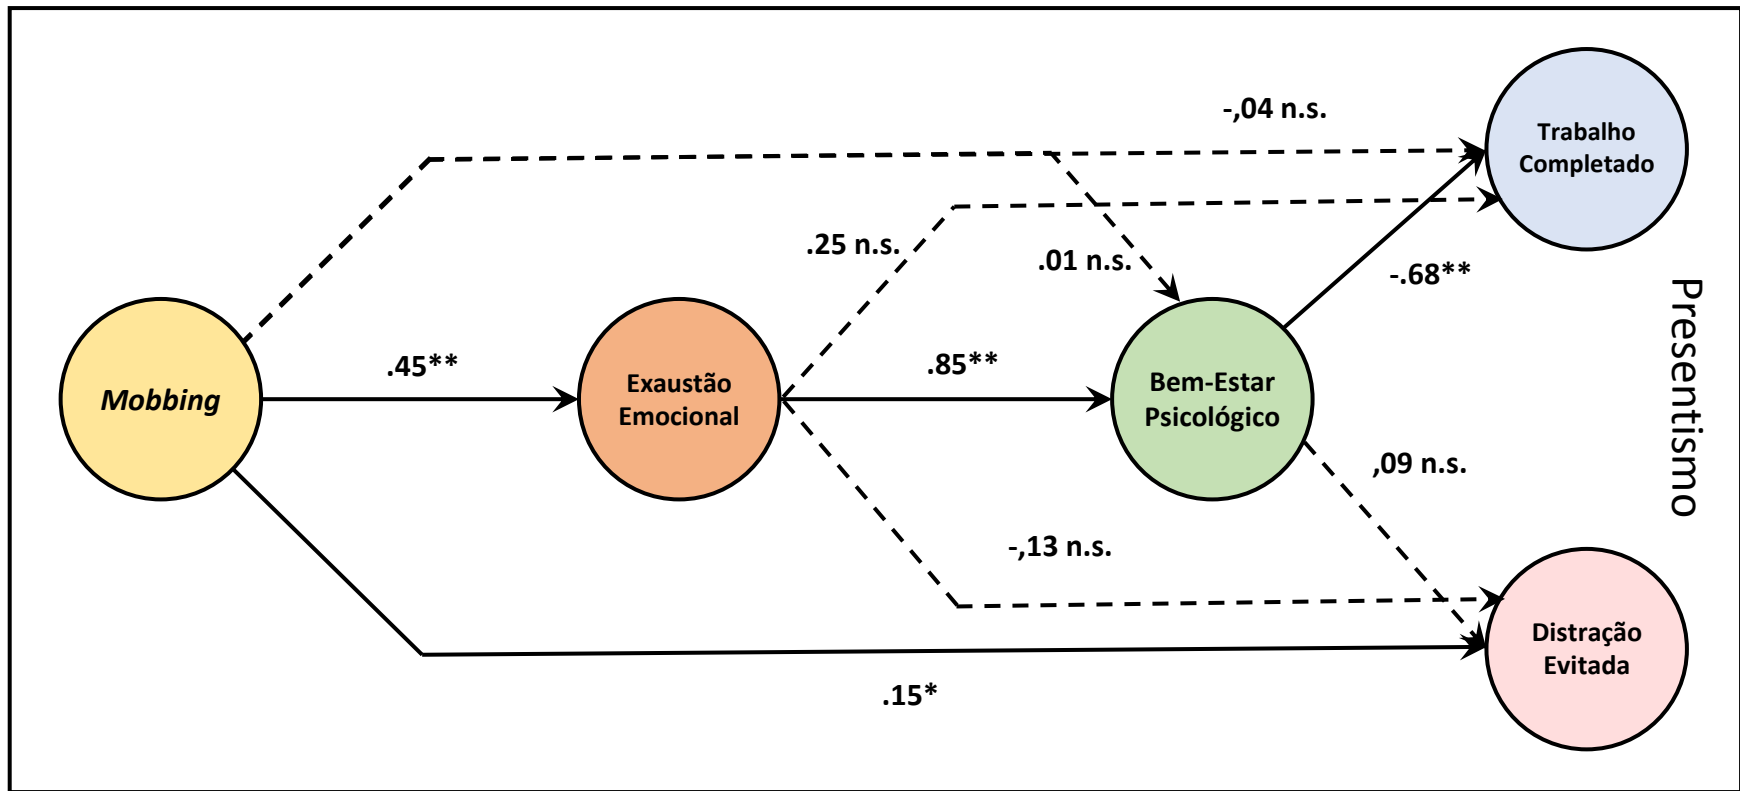 -,04 n.s.
Trabalho
Completado
.25 n.s.
.01 n.s.
-.68**
Mobbing
.45**
Exaustão
Emocional
.85**
Bem-Estar
Psicológico
,09 n.s.
Presentismo
-,13 n.s.
Distração
Evitada
.15*